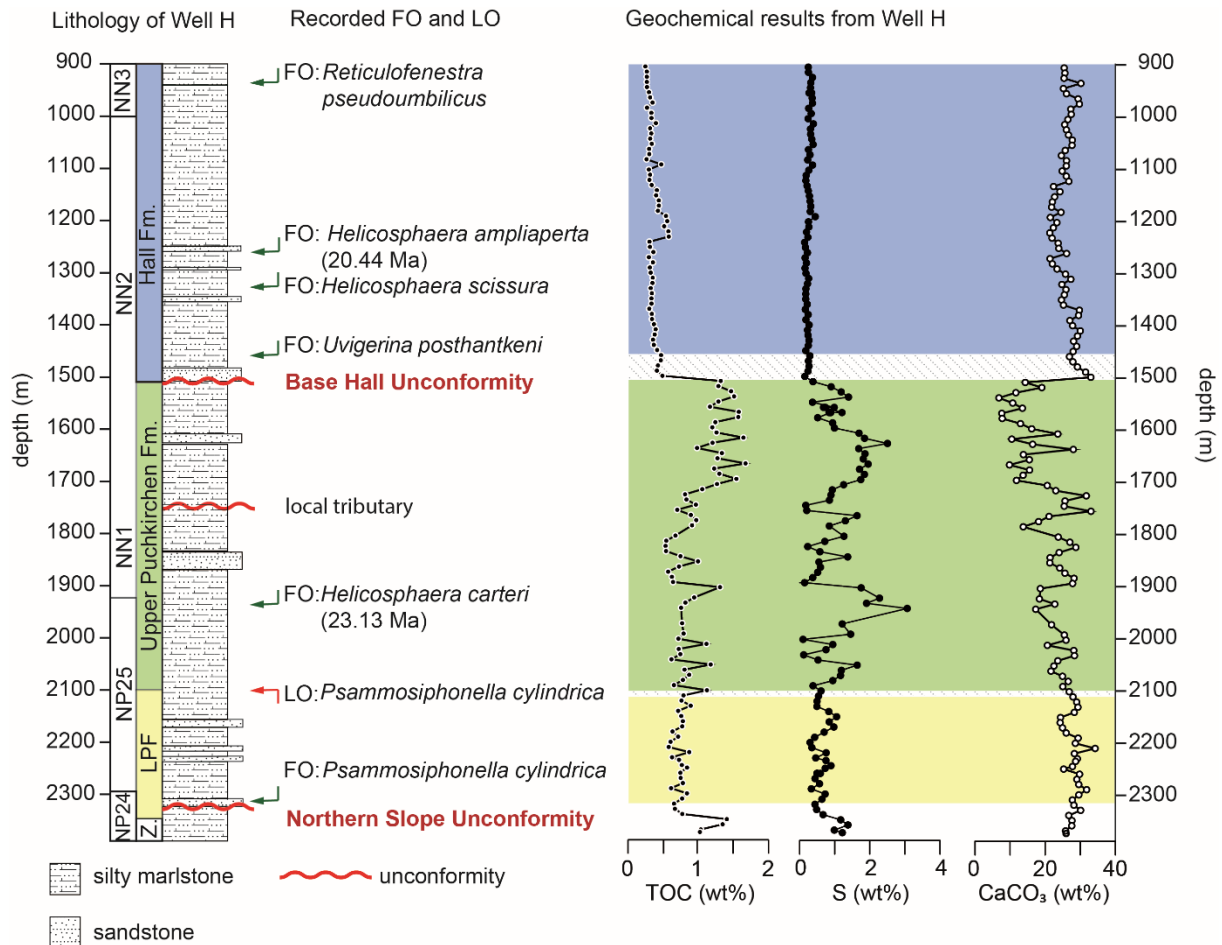 Lithology of Well H
Recorded FO and LO
Geochemical results from Well H
depth (m)
900
1000
1100
1200
1300
1400
1500
1600
1700
1800
1900
2000
2100
2200
2300
NN3
NN2
NN1
NP25
NP24
Hall Fm.
Upper Puchkirchen Fm.
LPF
Z.
FO: Reticulofenestra
pseudoumbilicus
FO: Helicosphaera ampliaperta
(20.44 Ma)
FO: Helicosphaera scissura
FO: Uvigerina posthantkeni
Base Hall Unconformity
local tributary
FO: Helicosphaera carteri
(23.13 Ma)
LO: Psammosiphonella cylindrica
FO: Psammosiphonella cylindrica
Northern Slope Unconformity
silty marlstone
unconformity
sandstone
0 1 2
TOC (wt%)
0 2 4
S (wt%)
0 20 40
CaCO₃ (wt%)
900
1000
1100
1200
1300
1400
1500
1600
1700
1800
1900
2000
2100
2200
2300
depth (m)